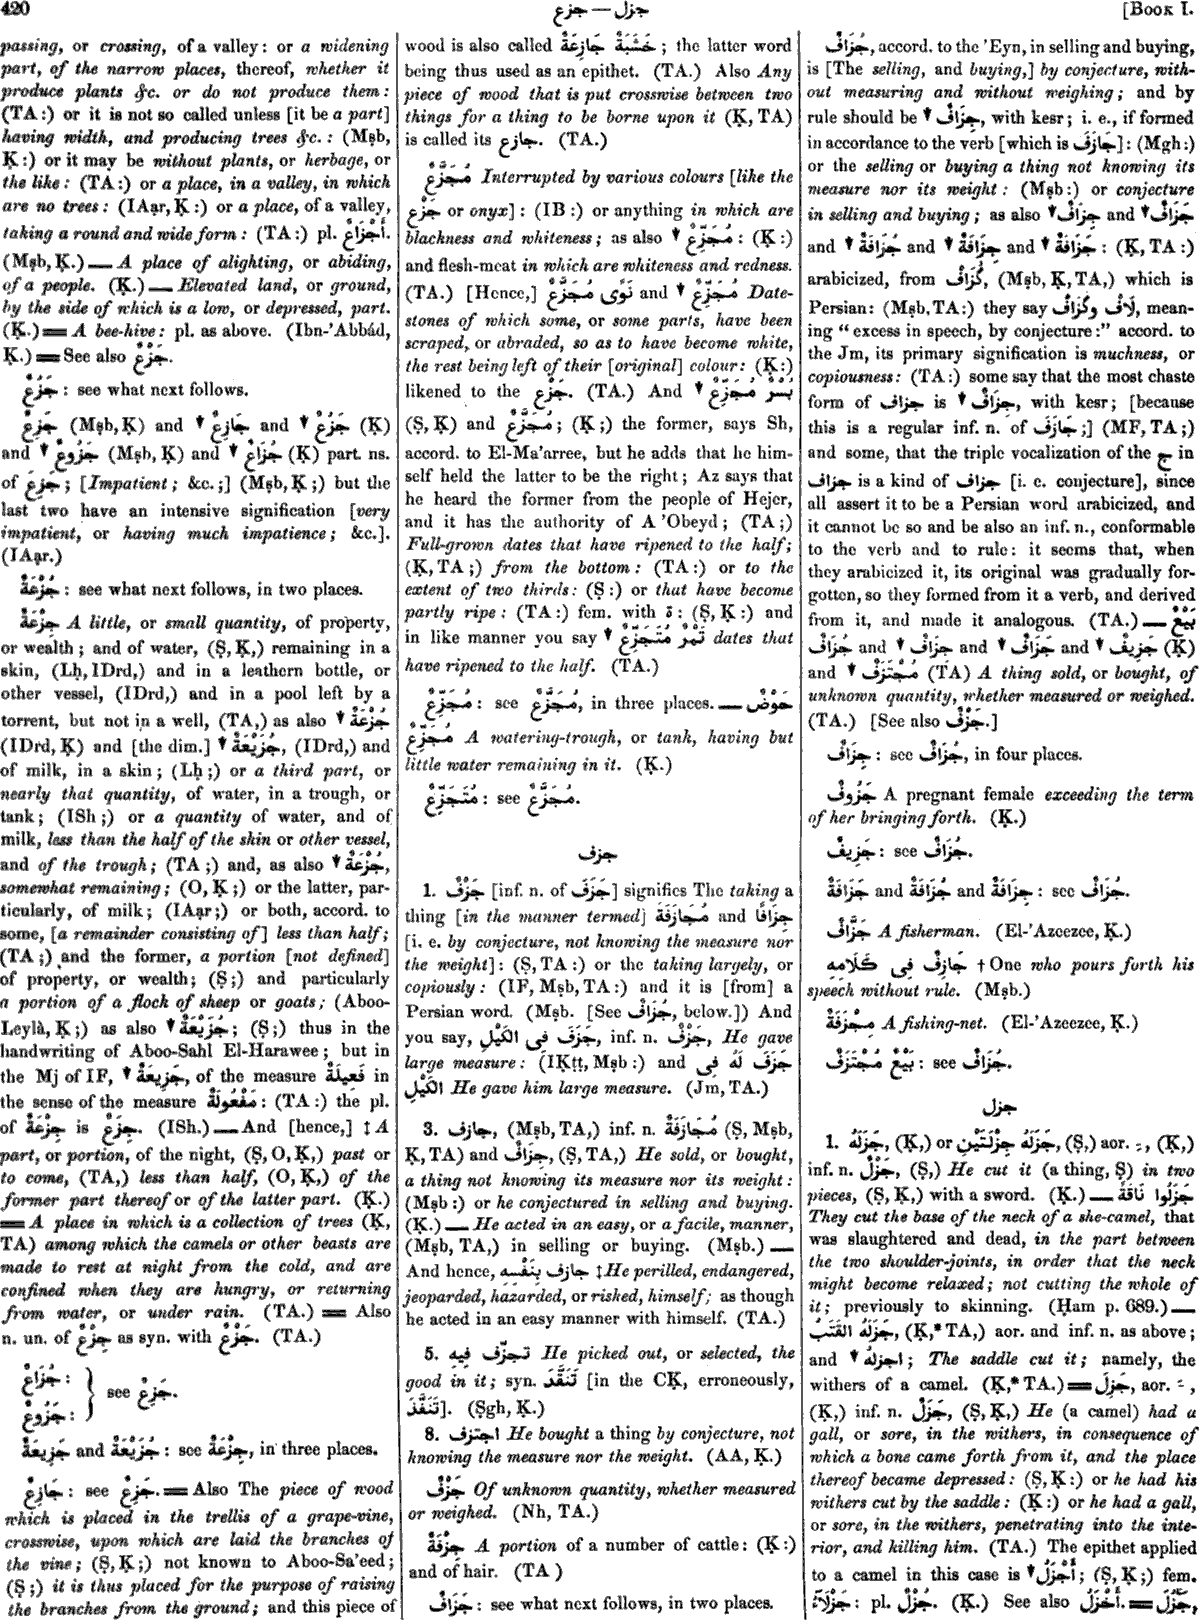 420
جزل — جزع
[Book I.
passing, or crossing, of a valley: or a widening
part, of the narrow places, thereof, whether it
produce plants &c. or do not produce them:
(TA:) or it is not so called unless [it be a part]
having width, and producing trees &c.: (Mṣb,
Ḳ:) or it may be without plants, or herbage, or
the like: (TA:) or a place, in a valley, in which
are no trees: (IAạr, Ḳ:) or a place, of a valley,
taking a round and wide form: (TA:) pl. أَجْزَاعٌ.
(Mṣb, Ḳ.) — A place of alighting, or abiding,
of a people. (Ḳ.) — Elevated land, or ground,
by the side of which is a low, or depressed, part.
(Ḳ.) = A bee-hive: pl. as above. (Ibn-'Abbád,
Ḳ.) = See also جَزْعٌ.
جَزُعٌ: see what next follows.
جَزِعٌ (Mṣb, Ḳ) and ▼ جَازِعٌ and ▼ جَزُعٌ (Ḳ)
and ▼ جَزُوعٌ (Mṣb, Ḳ) and ▼ جُزَاعٌ (Ḳ) part. ns.
of جَزِعَ; [Impatient; &c.;] (Mṣb, Ḳ;) but the
last two have an intensive signification [very
impatient, or having much impatience; &c.].
(IAạr.)
جُزْعَةٌ: see what next follows, in two places.
جِزْعَةٌ A little, or small quantity, of property,
or wealth; and of water, (Ṣ, Ḳ,) remaining in a
skin, (Lḥ, IDrd,) and in a leathern bottle, or
other vessel, (IDrd,) and in a pool left by a
torrent, but not in a well, (TA,) as also ▼ جُزْعَةٌ
(IDrd, Ḳ) and [the dim.] ▼ جُزَيْعَةٌ, (IDrd,) and
of milk, in a skin; (Lḥ;) or a third part, or
nearly that quantity, of water, in a trough, or
tank; (ISh;) or a quantity of water, and of
milk, less than the half of the skin or other vessel,
and of the trough; (TA;) and, as also ▼ جُزْعَةٌ,
somewhat remaining; (O, Ḳ;) or the latter, par-
ticularly, of milk; (IAạr;) or both, accord. to
some, [a remainder consisting of] less than half;
(TA;) and the former, a portion [not defined]
of property, or wealth; (Ṣ;) and particularly
a portion of a flock of sheep or goats; (Aboo-
Leylà, Ḳ;) as also ▼ جُزَيْعَةٌ; (Ṣ;) thus in the
handwriting of Aboo-Sahl El-Harawee; but in
the Mj of IF, ▼ جَزِيعَةٌ, of the measure فَعِيلَةٌ in
the sense of the measure مَفْعُولَةٌ: (TA:) the pl.
of جِزْعَةٌ is جِزَعٌ. (ISh.) — And [hence,] ‡ A
part, or portion, of the night, (Ṣ, O, Ḳ,) past or
to come, (TA,) less than half, (O, Ḳ,) of the
former part thereof or of the latter part. (Ḳ.)
= A place in which is a collection of trees (Ḳ,
TA) among which the camels or other beasts are
made to rest at night from the cold, and are
confined when they are hungry, or returning
from water, or under rain. (TA.) = Also
n. un. of جِزْعٌ as syn. with جَزْعٌ. (TA.)
جُزَاعٌ:
see جَزِعٌ.
جَزُوعٌ:
جَزِيعَةٌ and جُزَيْعَةٌ: see جِزْعَةٌ, in three places.
جَازِعٌ: see جَزِعٌ. = Also The piece of wood
which is placed in the trellis of a grape-vine,
crosswise, upon which are laid the branches of
the vine; (Ṣ, Ḳ;) not known to Aboo-Sa'eed;
(Ṣ;) it is thus placed for the purpose of raising
the branches from the ground; and this piece of
wood is also called خَشَبَةٌ جَازِعَةٌ; the latter word
being thus used as an epithet. (TA.) Also Any
piece of wood that is put crosswise between two
things for a thing to be borne upon it (Ḳ, TA)
is called its جازع. (TA.)
مُجَزَّعٌ Interrupted by various colours [like the
جَزْع or onyx]: (IB:) or anything in which are
blackness and whiteness; as also ▼ مُجَزِّعٌ: (Ḳ:)
and flesh-meat in which are whiteness and redness.
(TA.) [Hence,] نَوًى مُجَزَّعٌ and ▼ مُجَزِّعٌ Date-
stones of which some, or some parts, have been
scraped, or abraded, so as to have become white,
the rest being left of their [original] colour: (Ḳ:)
likened to the جَزْع. (TA.) And ▼ بُسْرٌ مُجَزِّعٌ
(Ṣ, Ḳ) and مُجَزَّعٌ; (Ḳ;) the former, says Sh,
accord. to El-Ma'arree, but he adds that he him-
self held the latter to be the right; Az says that
he heard the former from the people of Hejer,
and it has the authority of A 'Obeyd; (TA;)
Full-grown dates that have ripened to the half;
(Ḳ, TA;) from the bottom: (TA:) or to the
extent of two thirds: (Ṣ:) or that have become
partly ripe: (TA:) fem. with ة: (Ṣ, Ḳ:) and
in like manner you say ▼ تَمْرٌ مُتَجَزِّعٌ dates that
have ripened to the half. (TA.)
مُجَزِّعٌ: see مُجَزَّعٌ, in three places. — حَوْضٌ
مُجَزِّعٌ A watering-trough, or tank, having but
little water remaining in it. (Ḳ.)
مُتَجَزِّعٌ: see مُجَزَّعٌ.
جزف
1. جَزْفٌ [inf. n. of جَزَفَ] signifies The taking a
thing [in the manner termed] مُجَازَفَةً and جِزَافًا
[i. e. by conjecture, not knowing the measure nor
the weight]: (Ṣ, TA:) or the taking largely, or
copiously: (IF, Mṣb, TA:) and it is [from] a
Persian word. (Mṣb. [See جُزَافٌ, below.]) And
you say, جَزَفَ فِى الكَيْلِ, inf. n. جَزْفٌ, He gave
large measure: (IḲṭṭ, Mṣb:) and جَزَفَ لَهُ فِى
الكَيْلِ He gave him large measure. (Jm, TA.)
3. جازف, (Mṣb, TA,) inf. n. مُجَازَفَةٌ (Ṣ, Mṣb,
Ḳ, TA) and جِزَافٌ, (Ṣ, TA,) He sold, or bought,
a thing not knowing its measure nor its weight:
(Mṣb:) or he conjectured in selling and buying.
(Ḳ.) — He acted in an easy, or a facile, manner,
(Mṣb, TA,) in selling or buying. (Mṣb.) —
And hence, جازف بِنَفْسِهِ ‡ He perilled, endangered,
jeoparded, hazarded, or risked, himself; as though
he acted in an easy manner with himself. (TA.)
5. تجزّف فِيهِ He picked out, or selected, the
good in it; syn. تَنَقَّدَ [in the CḲ, erroneously,
تَنَفَّذَ]. (Ṣgh, Ḳ.)
8. اجتزف He bought a thing by conjecture, not
knowing the measure nor the weight. (AA, Ḳ.)
جَزْفٌ Of unknown quantity, whether measured
or weighed. (Nh, TA.)
جِزْفَةٌ A portion of a number of cattle: (Ḳ:)
and of hair. (TA)
جَزَافٌ: see what next follows, in two places.
جُزَافٌ, accord. to the 'Eyn, in selling and buying,
is [The selling, and buying,] by conjecture, with-
out measuring and without weighing; and by
rule should be ▼ جِزَافٌ, with kesr; i. e., if formed
in accordance to the verb [which is جَازَفَ]: (Mgh:)
or the selling or buying a thing not knowing its
measure nor its weight: (Mṣb:) or conjecture
in selling and buying; as also ▼ جِزَافٌ and ▼ جَزَافٌ
and ▼ جُزَافَةٌ and ▼ جِزَافَةٌ and ▼ جَزَافَةٌ: (Ḳ, TA:)
arabicized, from گُزَافْ, (Mṣb, Ḳ, TA,) which is
Persian: (Mṣb, TA:) they say لَافْ وگُزَافْ, mean-
ing "excess in speech, by conjecture:" accord. to
the Jm, its primary signification is muchness, or
copiousness: (TA:) some say that the most chaste
form of جزاف is ▼ جِزَافٌ, with kesr; [because
this is a regular inf. n. of جَازَفَ;] (MF, TA;)
and some, that the triple vocalization of the ج in
جزاف is a kind of جزاف [i. e. conjecture], since
all assert it to be a Persian word arabicized, and
it cannot be so and be also an inf. n., conformable
to the verb and to rule: it seems that, when
they arabicized it, its original was gradually for-
gotten, so they formed from it a verb, and derived
from it, and made it analogous. (TA.) — بَيْعٌ
جُزَافٌ and ▼ جِزَافٌ and ▼ جَزَافٌ and ▼ جَزِيفٌ (Ḳ)
and ▼ مُجْتَزَفٌ (TA) A thing sold, or bought, of
unknown quantity, whether measured or weighed.
(TA.) [See also جَزْفٌ.]
جِزَافٌ: see جُزَافٌ, in four places.
جَزُوفٌ A pregnant female exceeding the term
of her bringing forth. (Ḳ.)
جَزِيفٌ: see جُزَافٌ.
جَزَافَةٌ and جُزَافَةٌ and جِزَافَةٌ: see جُزَافٌ.
جَزَّافٌ A fisherman. (El-'Azeezee, Ḳ.)
جَازِفٌ فِى كَلَامِهِ † One who pours forth his
speech without rule. (Mṣb.)
مِجْزَفَةٌ A fishing-net. (El-'Azeezee, Ḳ.)
بَيْعٌ مُجْتَزَفٌ: see جُزَافٌ.
جزل
1. جَزَلَهُ, (Ḳ,) or جَزَلَهُ جِزْلَتَيْنِ, (Ṣ,) aor. ـِ, (Ḳ,)
inf. n. جَزْلٌ, (Ṣ,) He cut it (a thing, Ṣ) in two
pieces, (Ṣ, Ḳ,) with a sword. (Ḳ.) — جَزَلُوا نَاقَةً
They cut the base of the neck of a she-camel, that
was slaughtered and dead, in the part between
the two shoulder-joints, in order that the neck
might become relaxed; not cutting the whole of
it; previously to skinning. (Ḥam p. 689.) —
جَزَلَهُ القَتَبُ, (Ḳ,* TA,) aor. and inf. n. as above;
and ▼ اجزلهُ; The saddle cut it; namely, the
withers of a camel. (Ḳ,* TA.) = جَزِلَ, aor. ـَ,
(Ḳ,) inf. n. جَزَلٌ, (Ṣ, Ḳ,) He (a camel) had a
gall, or sore, in the withers, in consequence of
which a bone came forth from it, and the place
thereof became depressed: (Ṣ, Ḳ:) or he had his
withers cut by the saddle: (Ḳ:) or he had a gall,
or sore, in the withers, penetrating into the inte-
rior, and killing him. (TA.) The epithet applied
to a camel in this case is ▼ أَجْزَلُ; (Ṣ, Ḳ;) fem.
جَزْلَآءُ: pl. جُزْلٌ. (Ḳ.) See also أَجْزَلُ. = جَزُلَ,